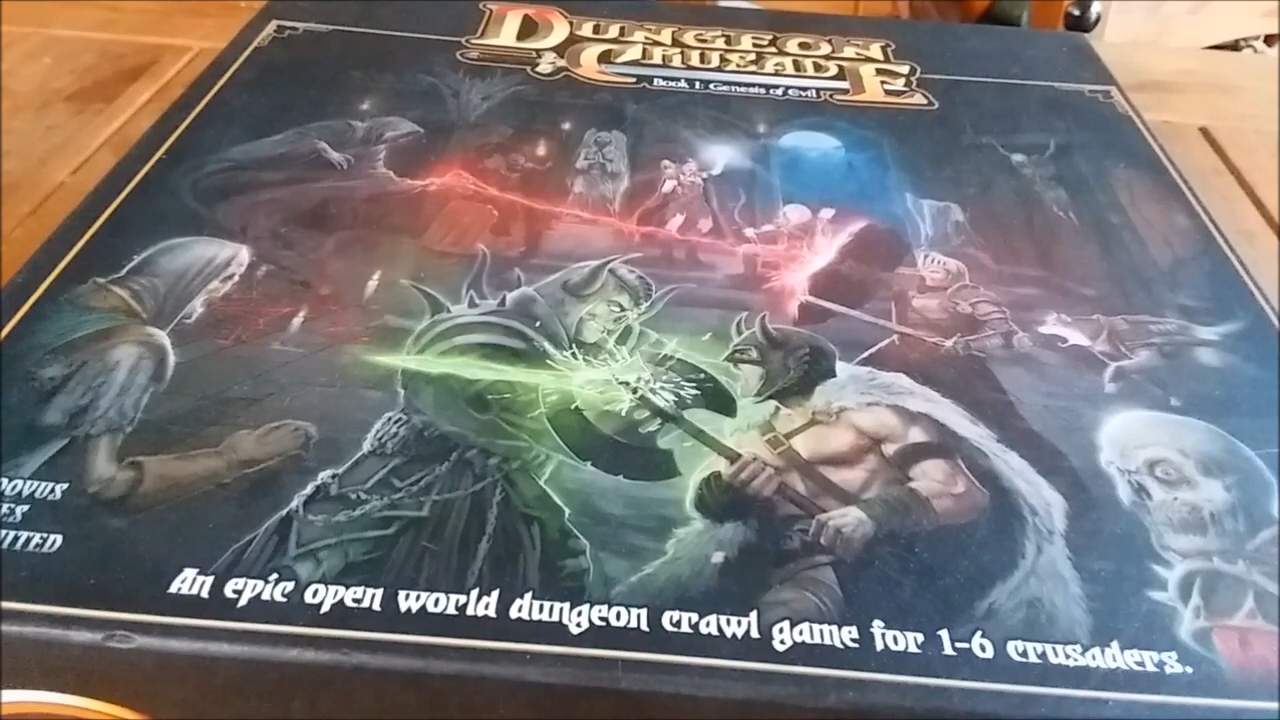 DUNGEON
CRUSADE
Book 1: Genesis of Evil
An epic open world dungeon crawl game for 1-6 crusaders.